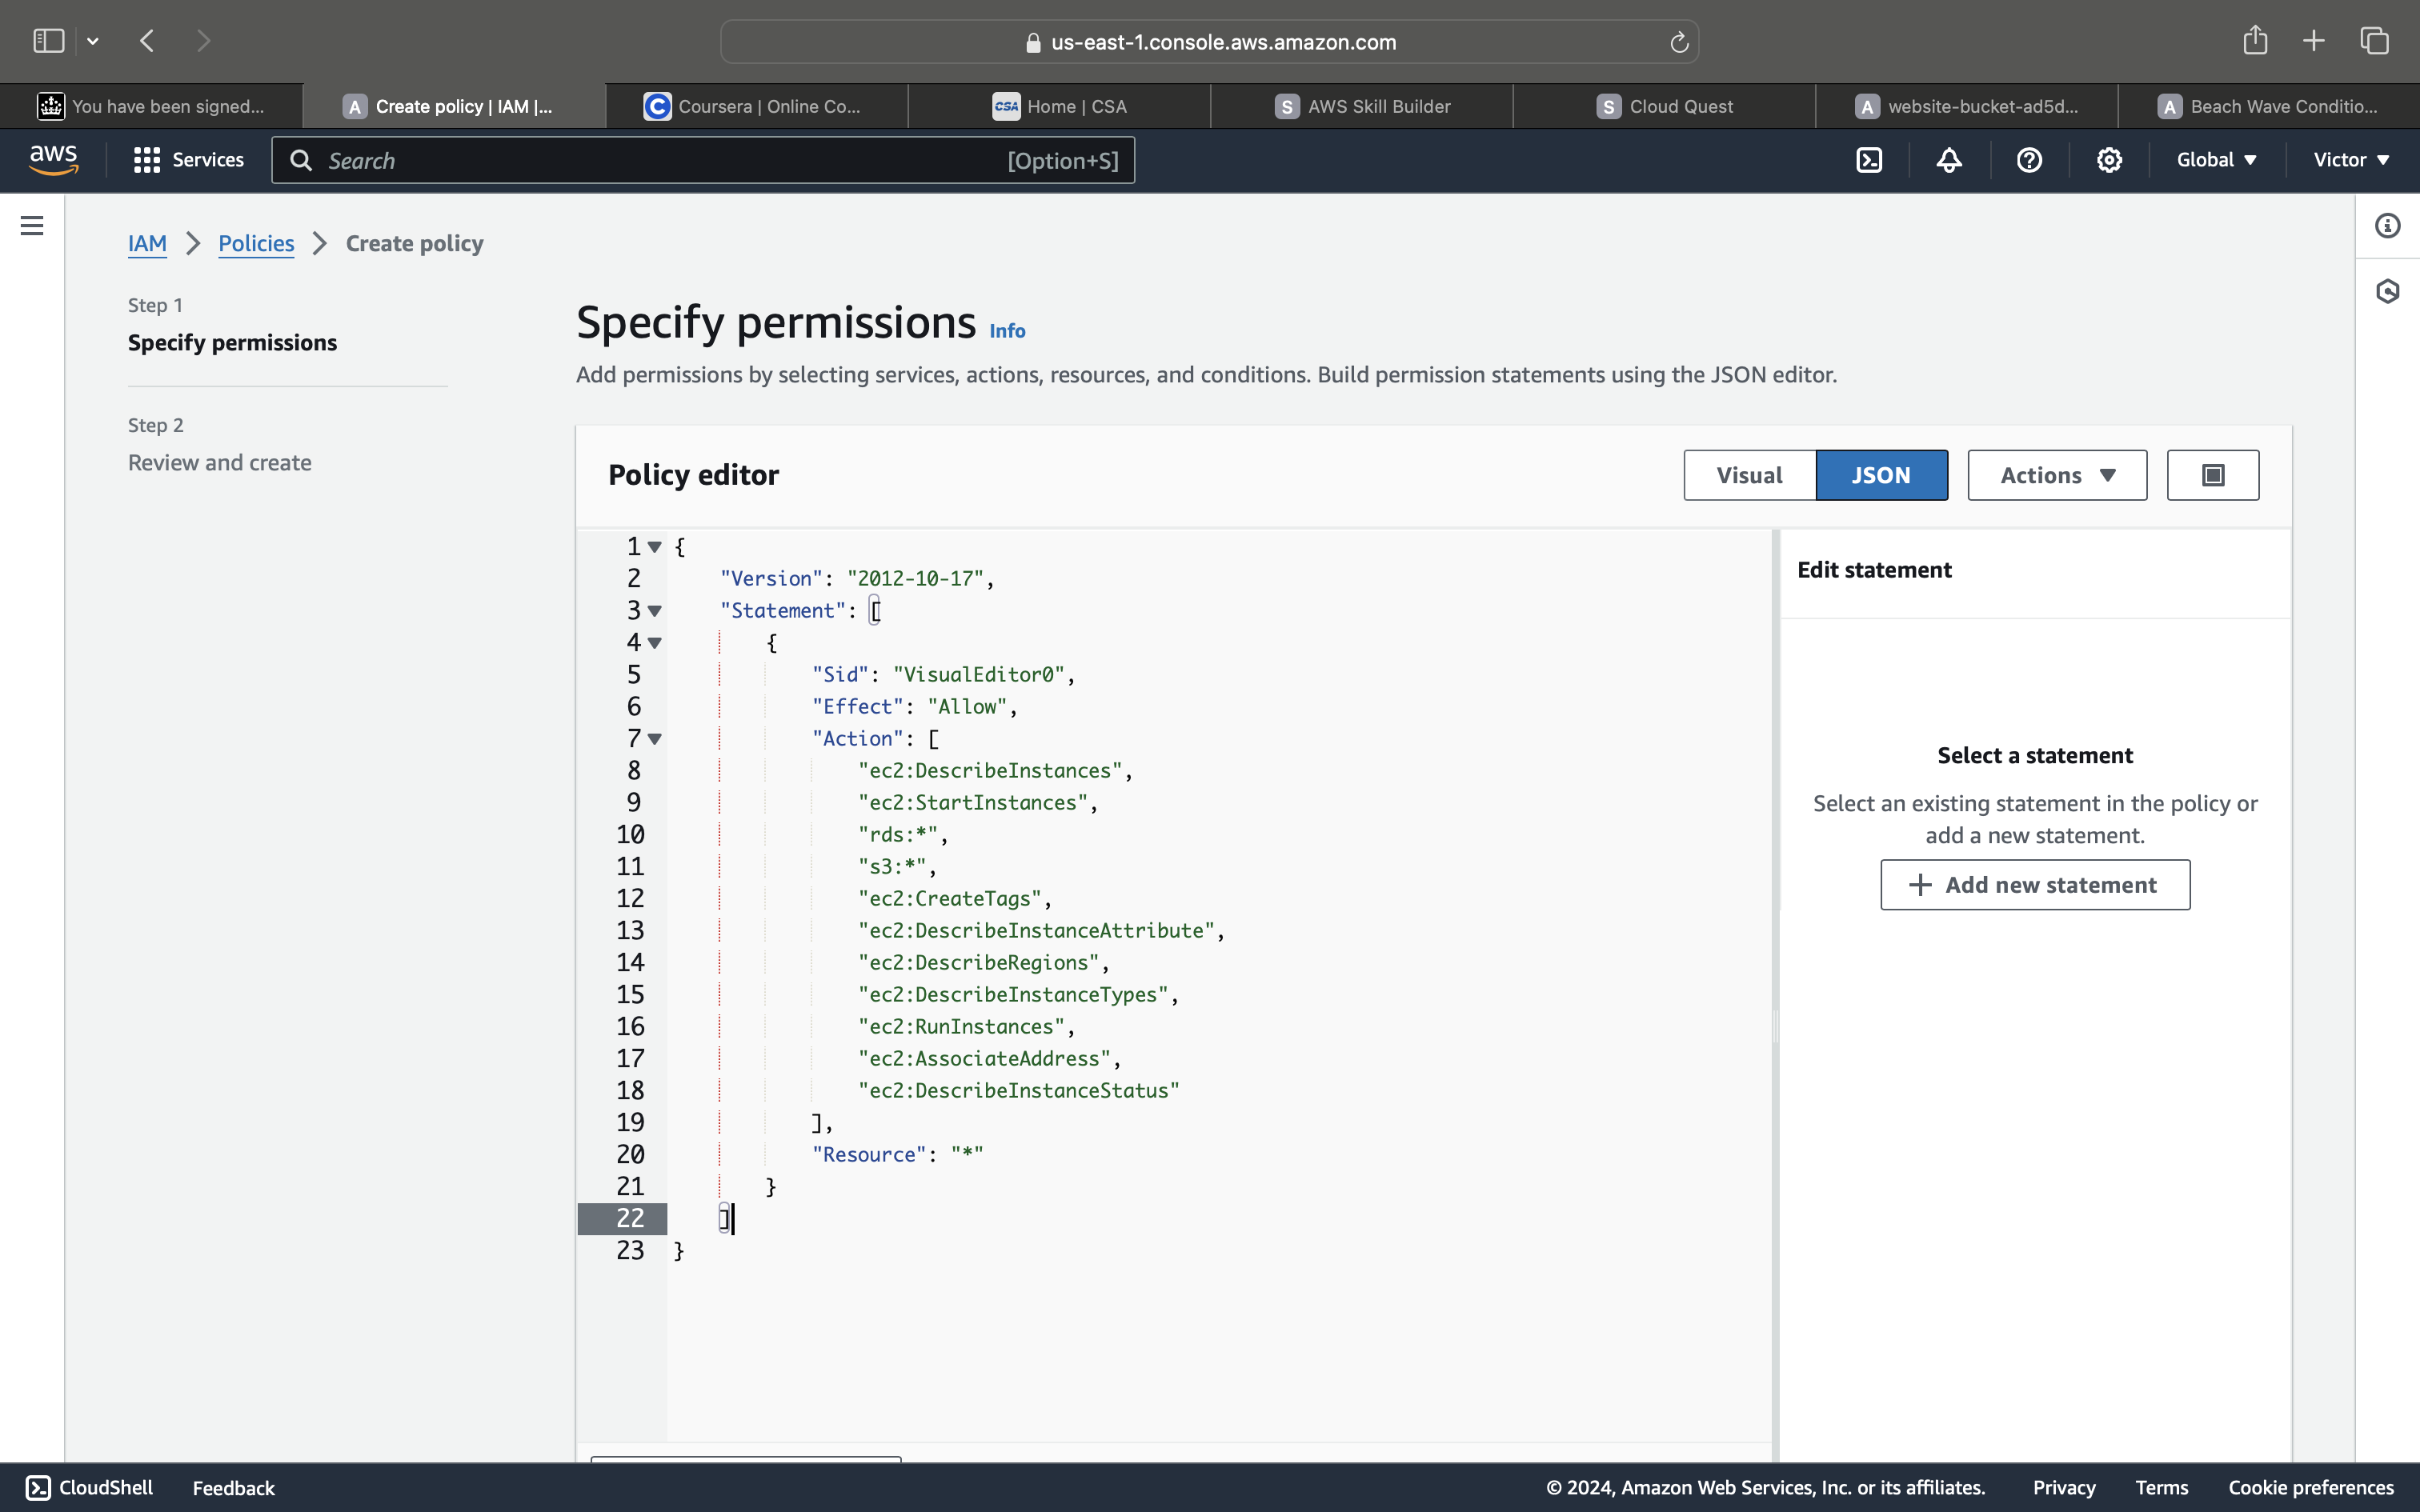 us-east-1.console.aws.amazon.com
You have been signed...
A Create policy | IAM |...
C Coursera | Online Co...
CSA Home | CSA
S AWS Skill Builder
S Cloud Quest
A website-bucket-ad5d...
A Beach Wave Conditio...
aws Services Search [Option+S] Global Victor
IAM Policies Create policy
Step 1
Specify permissions
Step 2
Review and create
Specify permissions Info
Add permissions by selecting services, actions, resources, and conditions. Build permission statements using the JSON editor.
Policy editor Visual JSON Actions
1 {
2 "Version": "2012-10-17",
3 "Statement": [
4 {
5 "Sid": "VisualEditor0",
6 "Effect": "Allow",
7 "Action": [
8 "ec2:DescribeInstances",
9 "ec2:StartInstances",
10 "rds:*",
11 "s3:*",
12 "ec2:CreateTags",
13 "ec2:DescribeInstanceAttribute",
14 "ec2:DescribeRegions",
15 "ec2:DescribeInstanceTypes",
16 "ec2:RunInstances",
17 "ec2:AssociateAddress",
18 "ec2:DescribeInstanceStatus"
19 ],
20 "Resource": "*"
21 }
22 ]
23 }
Edit statement
Select a statement
Select an existing statement in the policy or
add a new statement.
+ Add new statement
CloudShell Feedback © 2024, Amazon Web Services, Inc. or its affiliates. Privacy Terms Cookie preferences